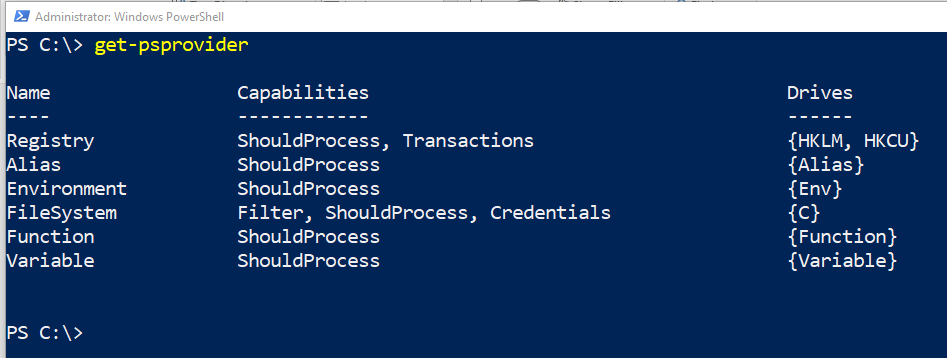 Administrator: Windows PowerShell
PS C:\> get-psprovider
Name Capabilities Drives
---- ------------ ------
Registry ShouldProcess, Transactions {HKLM, HKCU}
Alias ShouldProcess {Alias}
Environment ShouldProcess {Env}
FileSystem Filter, ShouldProcess, Credentials {C}
Function ShouldProcess {Function}
Variable ShouldProcess {Variable}
PS C:\>